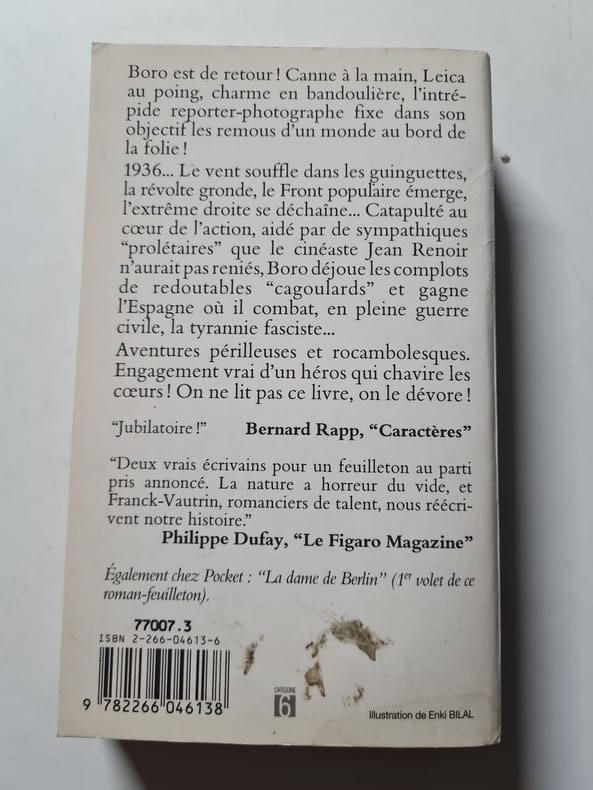 Boro est de retour ! Canne à la main, Leica
au poing, charme en bandoulière, l'intré-
pide reporter-photographe fixe dans son
objectif les remous d'un monde au bord de
la folie !
1936... Le vent souffle dans les guinguettes,
la révolte gronde, le Front populaire émerge,
l'extrême droite se déchaîne... Catapulté au
cœur de l'action, aidé par de sympathiques
"prolétaires" que le cinéaste Jean Renoir
n'aurait pas reniés, Boro déjoue les complots
de redoutables "cagoulards" et gagne
l'Espagne où il combat, en pleine guerre
civile, la tyrannie fasciste...
Aventures périlleuses et rocambolesques.
Engagement vrai d'un héros qui chavire les
cœurs ! On ne lit pas ce livre, on le dévore !
"Jubilatoire !" Bernard Rapp, "Caractères"
"Deux vrais écrivains pour un feuilleton au parti
pris annoncé. La nature a horreur du vide, et
Franck-Vautrin, romanciers de talent, nous réécri-
vent notre histoire."
Philippe Dufay, "Le Figaro Magazine"
Également chez Pocket : "La dame de Berlin" (1er volet de ce
roman-feuilleton).
77007.3
ISBN 2-266-04613-6
9 782266 046138
CATEGORIE
6
Illustration de Enki BILAL